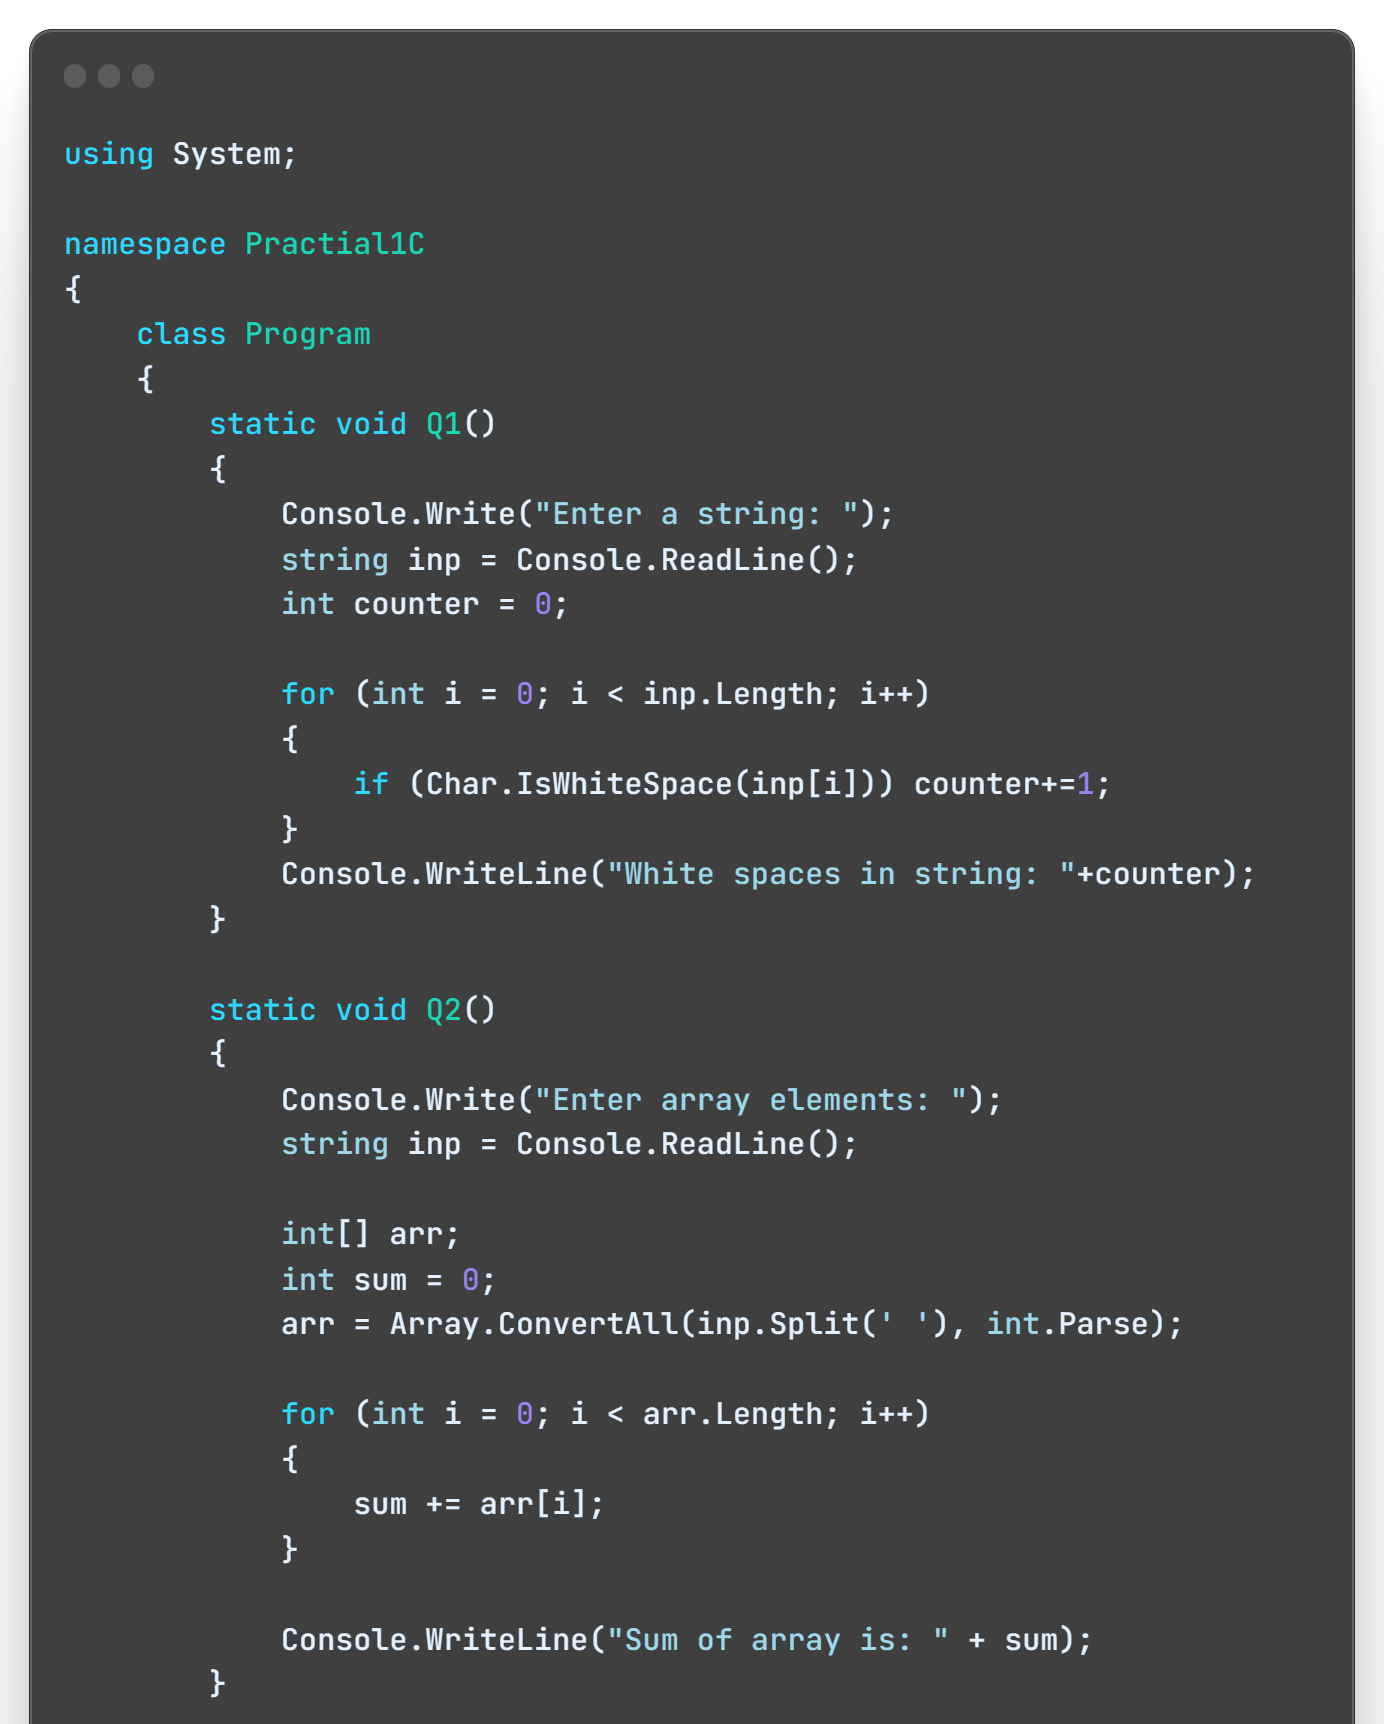 using System;

namespace Practial1C
{
    class Program
    {
        static void Q1()
        {
            Console.Write("Enter a string: ");
            string inp = Console.ReadLine();
            int counter = 0;

            for (int i = 0; i < inp.Length; i++)
            {
                if (Char.IsWhiteSpace(inp[i])) counter+=1;
            }
            Console.WriteLine("White spaces in string: "+counter);
        }

        static void Q2()
        {
            Console.Write("Enter array elements: ");
            string inp = Console.ReadLine();

            int[] arr;
            int sum = 0;
            arr = Array.ConvertAll(inp.Split(' '), int.Parse);

            for (int i = 0; i < arr.Length; i++)
            {
                sum += arr[i];
            }

            Console.WriteLine("Sum of array is: " + sum);
        }